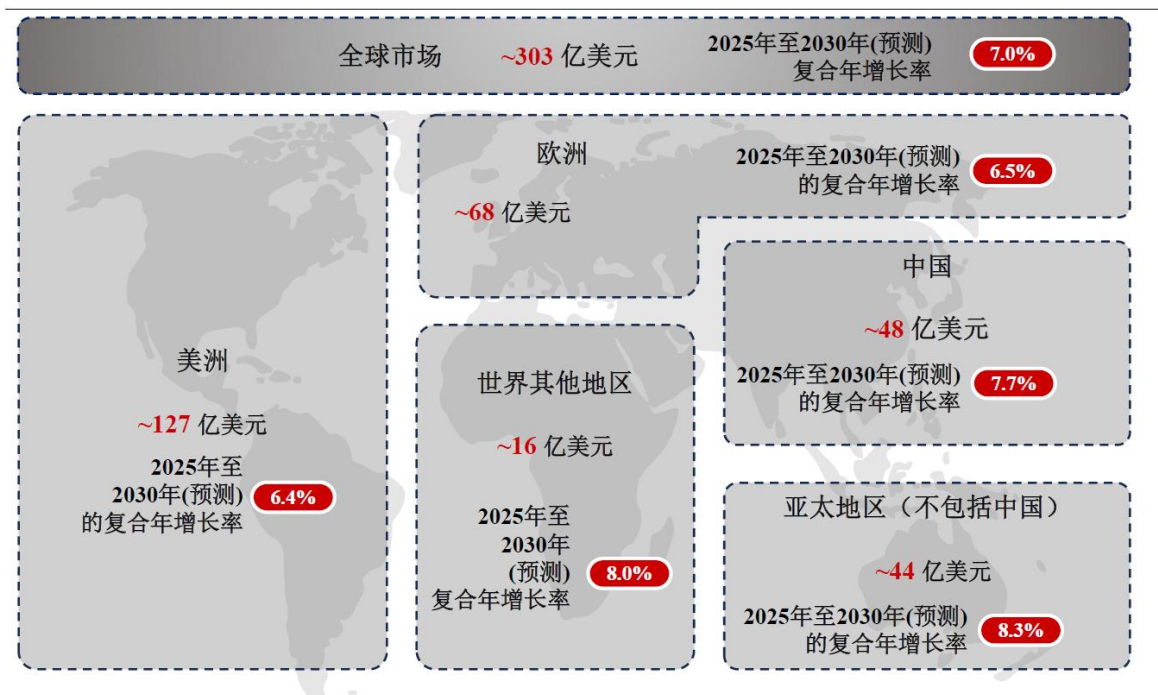 全球市场 ~303 亿美元
2025年至2030年(预测)
复合年增长率
7.0%
美洲
~127 亿美元
2025年至
2030年(预测)
的复合年增长率
6.4%
欧洲
~68 亿美元
2025年至2030年(预测)
的复合年增长率
6.5%
世界其他地区
~16 亿美元
2025年至
2030年
(预测)
复合年增长率
8.0%
中国
~48 亿美元
2025年至2030年(预测)
的复合年增长率
7.7%
亚太地区（不包括中国）
~44 亿美元
2025年至2030年(预测)
的复合年增长率
8.3%